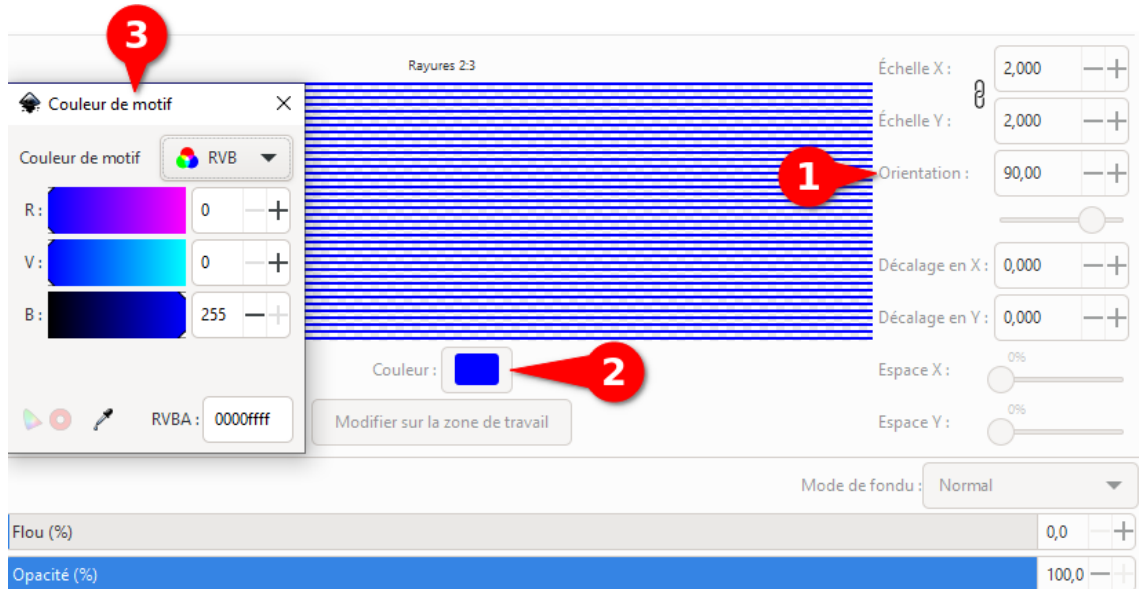 3
Rayures 2:3
Échelle X :
2,000
Couleur de motif
Échelle Y :
2,000
Couleur de motif
RVB
1
Orientation :
90,00
R :
0
V :
0
Décalage en X :
0,000
B :
255
Décalage en Y :
0,000
Couleur :
2
Espace X :
0%
RVBA :
0000ffff
Modifier sur la zone de travail
Espace Y :
0%
Mode de fondu :
Normal
Flou (%)
0,0
Opacité (%)
100,0